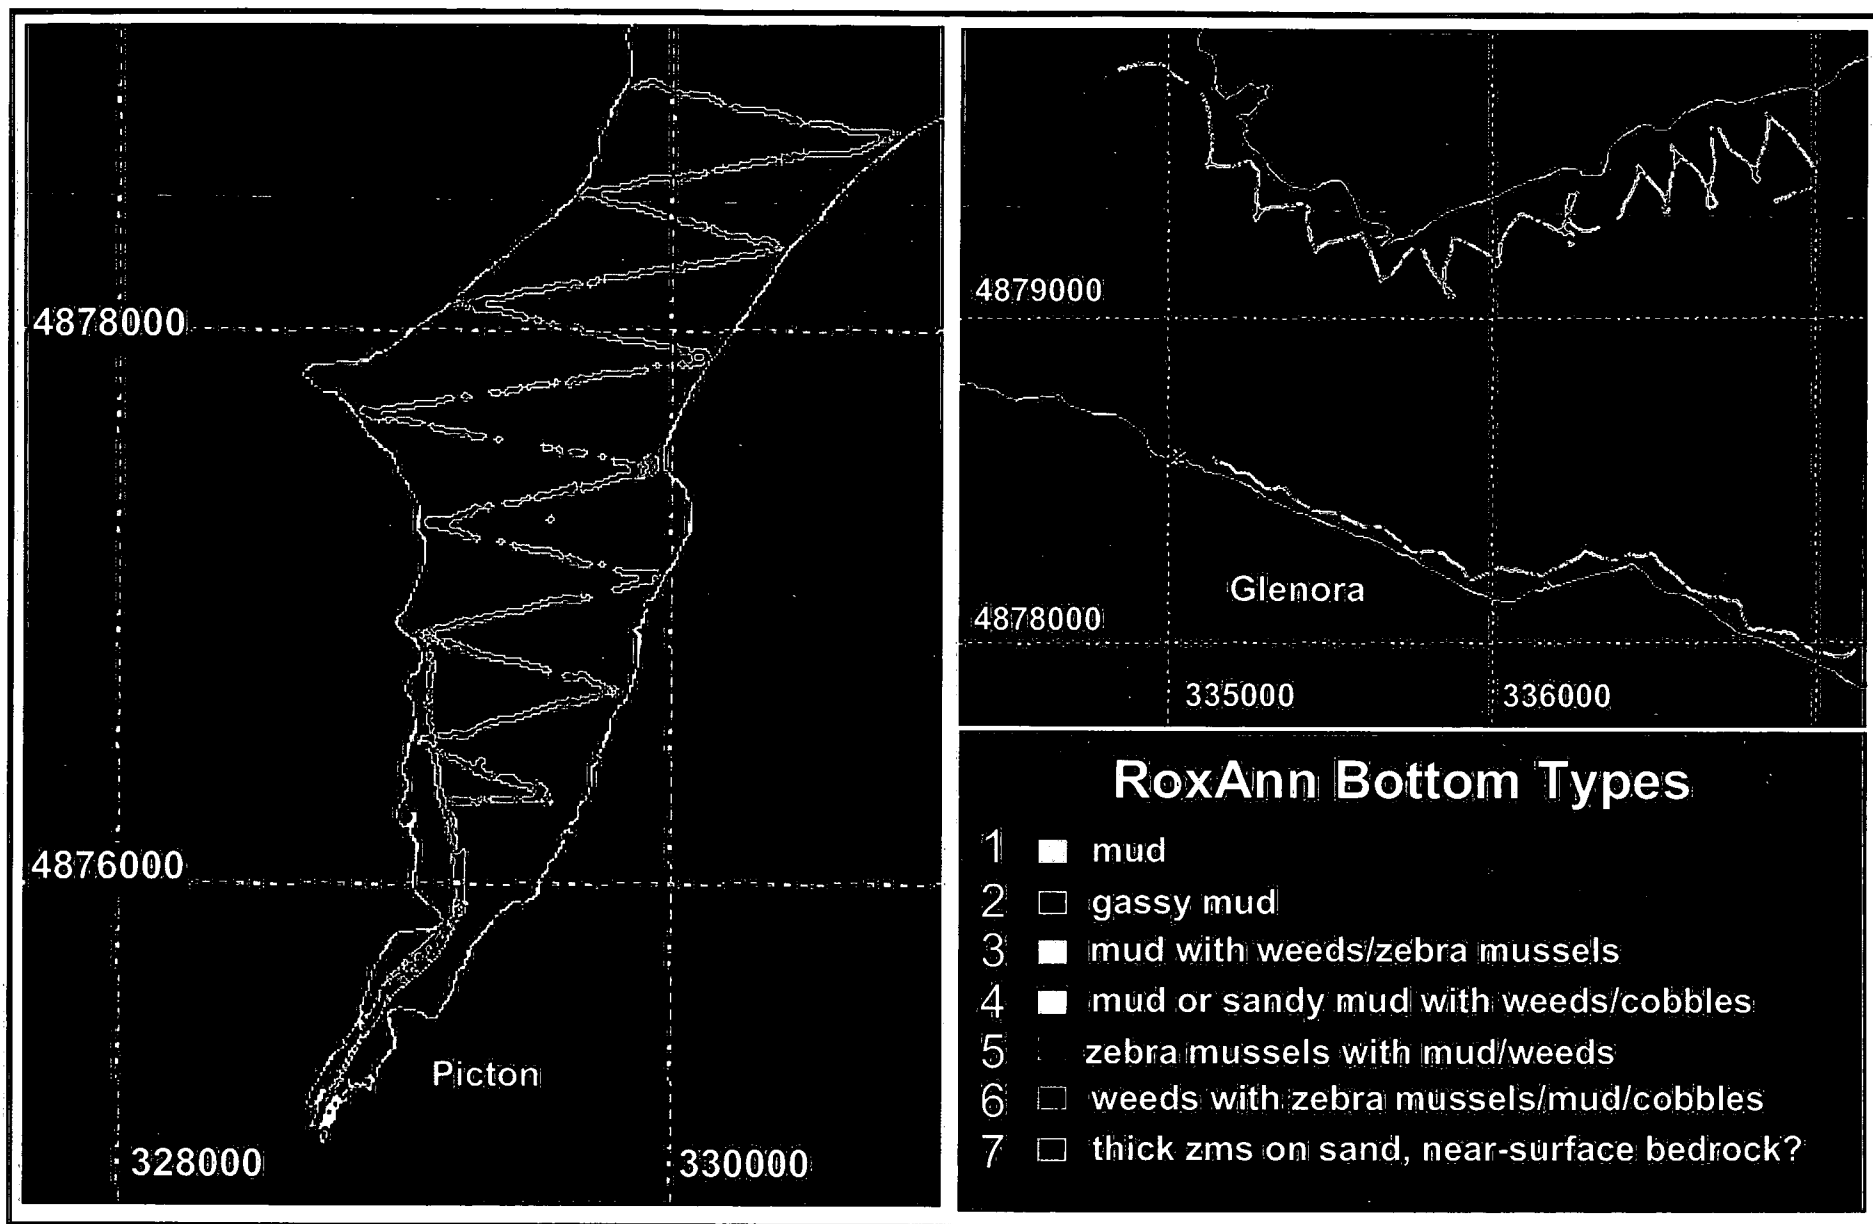 4878000
4876000
Picton
328000
330000
4879000
Glenora
4878000
335000
336000
RoxAnn Bottom Types
1 mud
2 gassy mud
3 mud with weeds/zebra mussels
4 mud or sandy mud with weeds/cobbles
5 zebra mussels with mud/weeds
6 weeds with zebra mussels/mud/cobbles
7 thick zms on sand, near-surface bedrock?